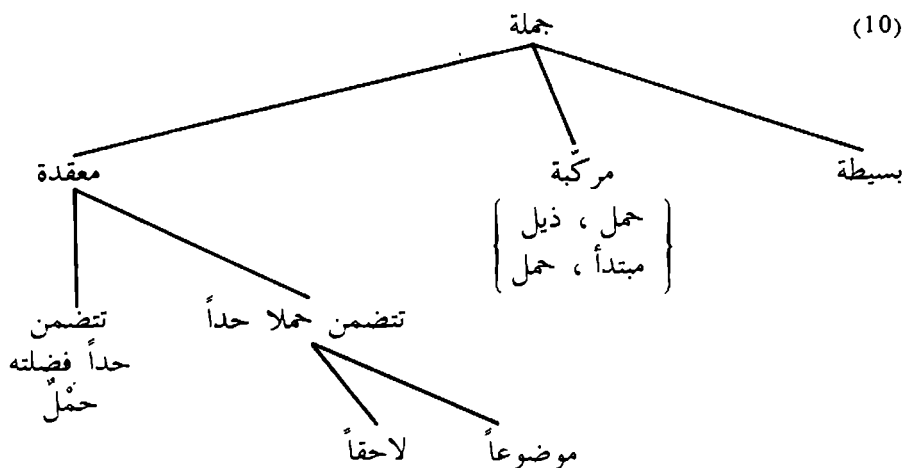 (10)
جملة
بسيطة
مركّبة
معقدة
حمل ، ذيل
مبتدأ ، حمل
تتضمن حملا حداً
تتضمن
حداً فضلته
حمْلٌ
موضوعاً
لاحقاً